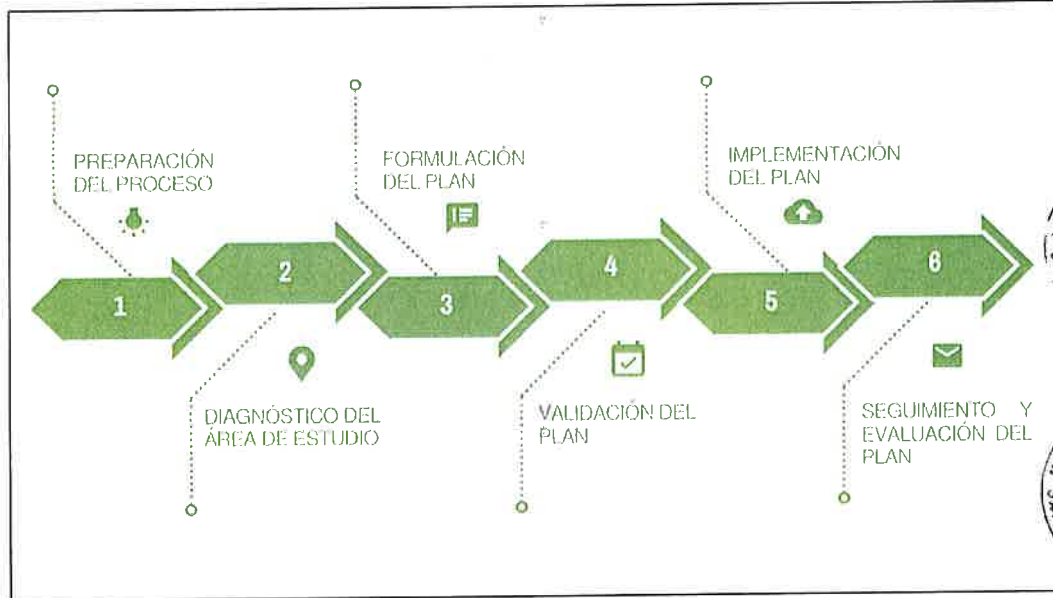 PREPARACIÓN
DEL PROCESO
FORMULACIÓN
DEL PLAN
IMPLEMENTACIÓN
DEL PLAN
1
2
3
4
5
6
DIAGNÓSTICO DEL
ÁREA DE ESTUDIO
VALIDACIÓN DEL
PLAN
SEGUIMIENTO Y
EVALUACIÓN DEL
PLAN